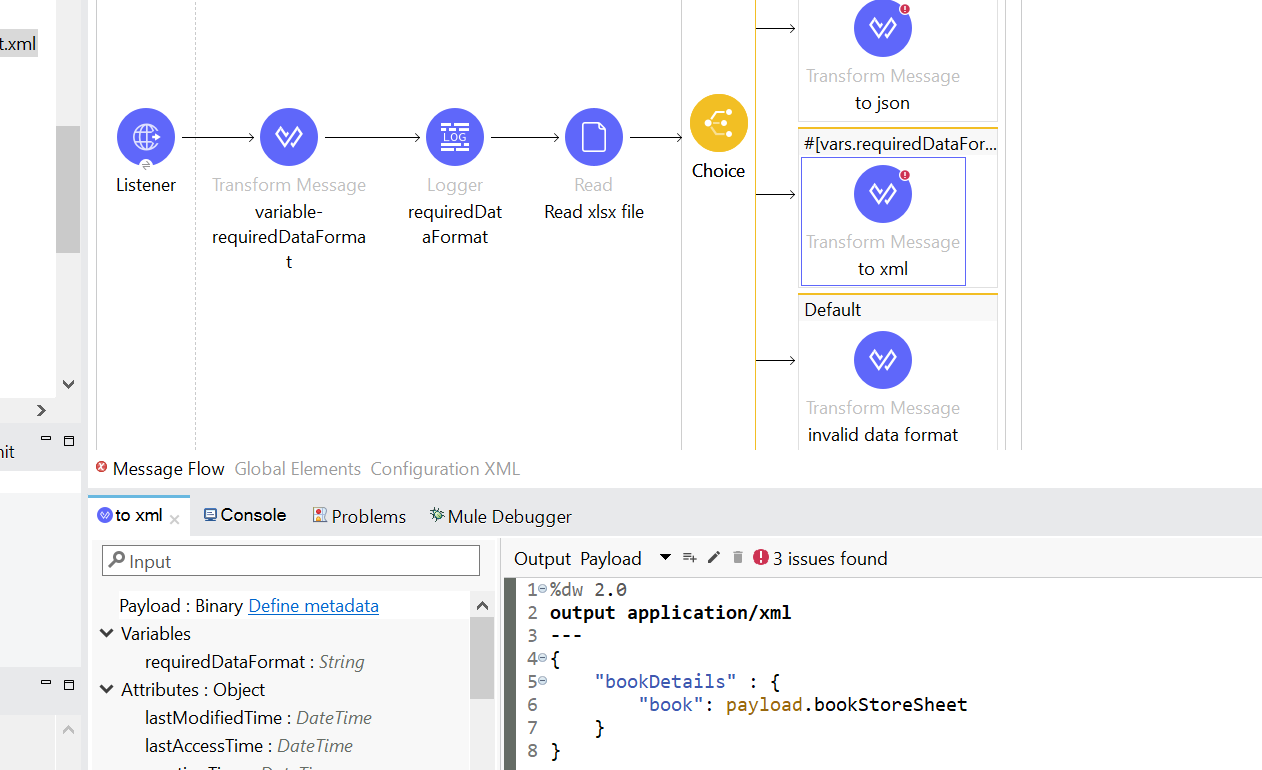 t.xml
Transform Message
to json
#[vars.requiredDataFor...
LOG
Listener
Transform Message
variable-
requiredDataForma
t
Logger
requiredDat
aFormat
Read
Read xlsx file
Choice
Transform Message
to xml
Default
Transform Message
invalid data format
nit
Message Flow Global Elements Configuration XML
to xml Console Problems Mule Debugger
Input
Payload : Binary Define metadata
Variables
requiredDataFormat : String
Attributes : Object
lastModifiedTime : DateTime
lastAccessTime : DateTime
Output Payload 3 issues found
1 %dw 2.0
2 output application/xml
3 ---
4 {
5 "bookDetails" : {
6 "book": payload.bookStoreSheet
7 }
8 }